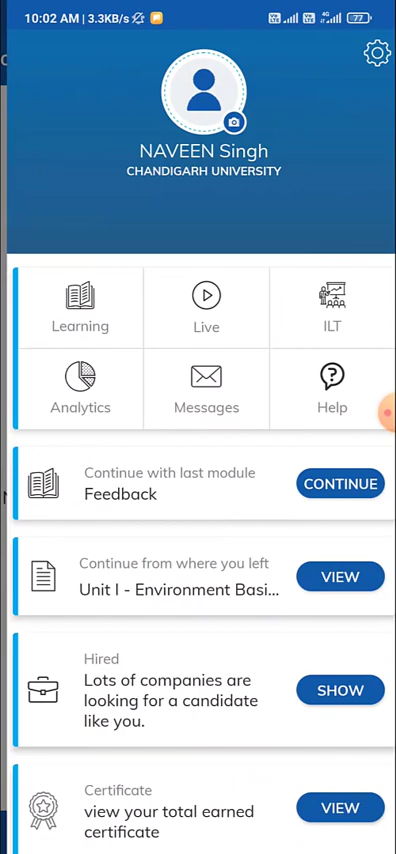 10:02 AM | 3.3KB/s
4G
77
NAVEEN Singh
CHANDIGARH UNIVERSITY
Learning
Live
ILT
Analytics
Messages
Help
Continue with last module
Feedback
CONTINUE
Continue from where you left
Unit I - Environment Basi...
VIEW
Hired
Lots of companies are
looking for a candidate
like you.
SHOW
Certificate
view your total earned
certificate
VIEW